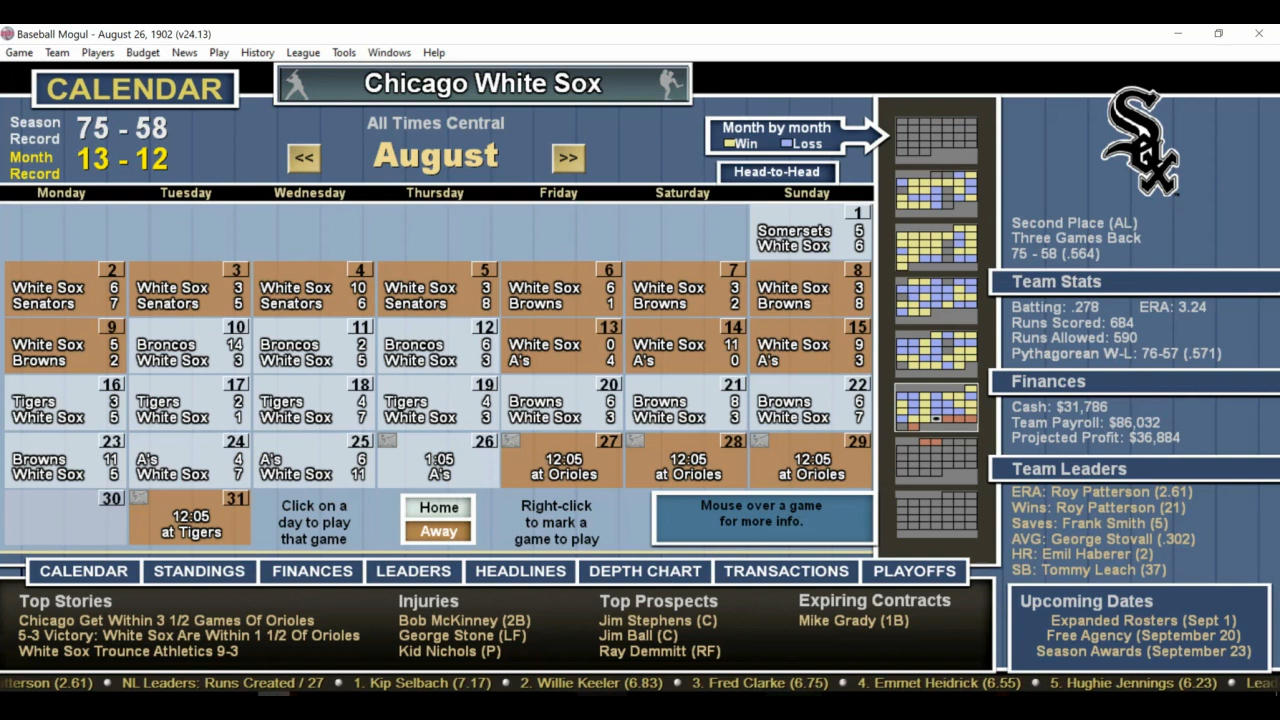 Baseball Mogul - August 26, 1902 (v24.13)
Game Team Players Budget News Play History League Tools Windows Help
CALENDAR
Chicago White Sox
Season Record 75 - 58
Month Record 13 - 12
All Times Central
<< August >>
Month by month
Win Loss
Head-to-Head
Monday Tuesday Wednesday Thursday Friday Saturday Sunday
1
Somersets 5
White Sox 6
2 3 4 5 6 7 8
White Sox 6 White Sox 3 White Sox 10 White Sox 3 White Sox 6 White Sox 3 White Sox 3
Senators 7 Senators 5 Senators 6 Senators 8 Browns 1 Browns 2 Browns 8
9 10 11 12 13 14 15
White Sox 5 Broncos 14 Broncos 2 Broncos 6 White Sox 0 White Sox 11 White Sox 9
Browns 2 White Sox 3 White Sox 5 White Sox 3 A's 4 A's 0 A's 3
16 17 18 19 20 21 22
Tigers 3 Tigers 2 Tigers 4 Tigers 4 Browns 6 Browns 8 Browns 6
White Sox 5 White Sox 1 White Sox 7 White Sox 3 White Sox 3 White Sox 3 White Sox 7
23 24 25 26 27 28 29
Browns 11 A's 4 A's 6 1:05 12:05 12:05 12:05
White Sox 5 White Sox 7 White Sox 11 A's at Orioles at Orioles at Orioles
30 31
12:05
at Tigers
Click on a
day to play
that game
Home
Away
Right-click
to mark a
game to play
Mouse over a game
for more info.
SOX
Second Place (AL)
Three Games Back
75 - 58 (.564)
Team Stats
Batting: .278 ERA: 3.24
Runs Scored: 684
Runs Allowed: 590
Pythagorean W-L: 76-57 (.571)
Finances
Cash: $31,786
Team Payroll: $86,032
Projected Profit: $36,884
Team Leaders
ERA: Roy Patterson (2.61)
Wins: Roy Patterson (21)
Saves: Frank Smith (5)
AVG: George Stovall (.302)
HR: Emil Haberer (2)
SB: Tommy Leach (37)
CALENDAR STANDINGS FINANCES LEADERS HEADLINES DEPTH CHART TRANSACTIONS PLAYOFFS
Top Stories
Chicago Get Within 3 1/2 Games Of Orioles
5-3 Victory: White Sox Are Within 1 1/2 Of Orioles
White Sox Trounce Athletics 9-3
Injuries
Bob McKinney (2B)
George Stone (LF)
Kid Nichols (P)
Top Prospects
Jim Stephens (C)
Jim Ball (C)
Ray Demmitt (RF)
Expiring Contracts
Mike Grady (1B)
Upcoming Dates
Expanded Rosters (Sept 1)
Free Agency (September 20)
Season Awards (September 23)
tterson (2.61) • NL Leaders: Runs Created / 27 • 1. Kip Selbach (7.17) • 2. Willie Keeler (6.83) • 3. Fred Clarke (6.75) • 4. Emmet Heidrick (6.55) • 5. Hughie Jennings (6.23) • Lea